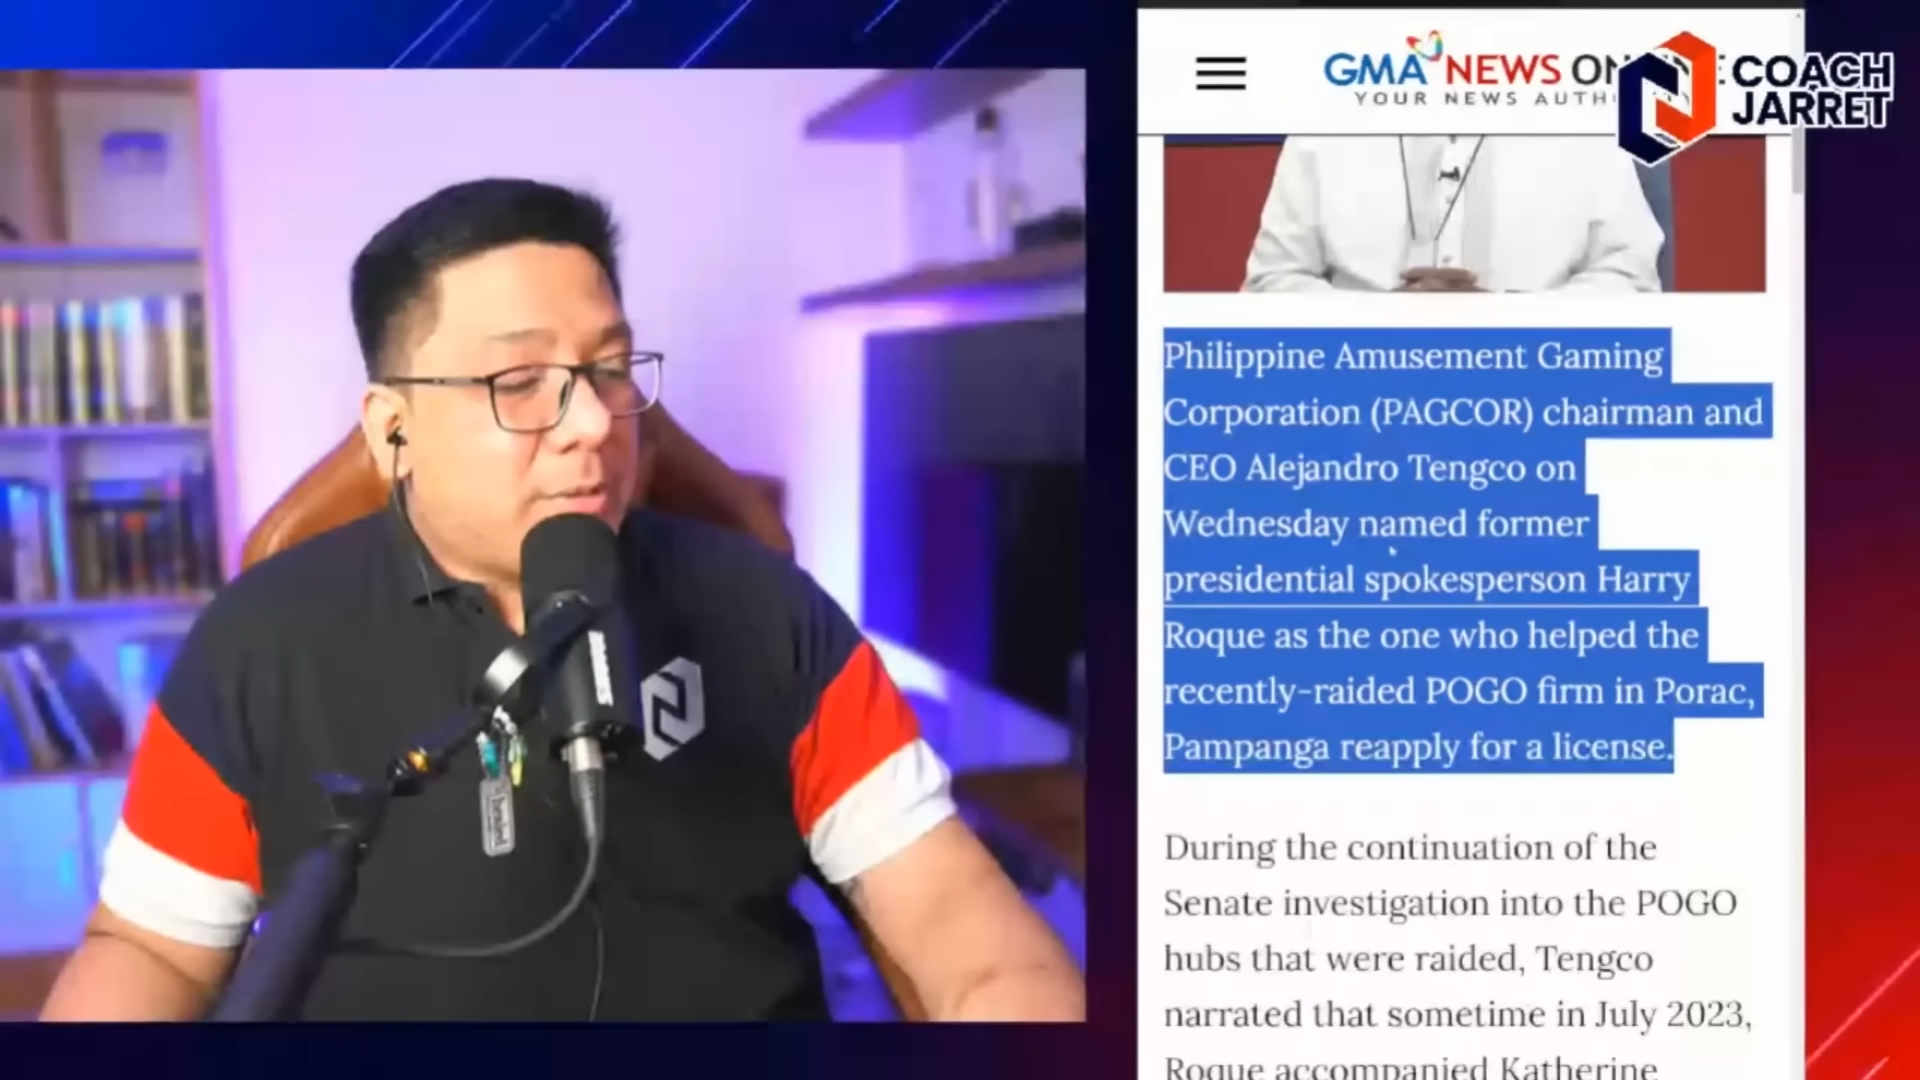 GMA NEWS ON
YOUR NEWS AUTH
COACH
JARRET
Philippine Amusement Gaming
Corporation (PAGCOR) chairman and
CEO Alejandro Tengco on
Wednesday named former
presidential spokesperson Harry
Roque as the one who helped the
recently-raided POGO firm in Porac,
Pampanga reapply for a license.
During the continuation of the
Senate investigation into the POGO
hubs that were raided, Tengco
narrated that sometime in July 2023,
Roque accompanied Katherine